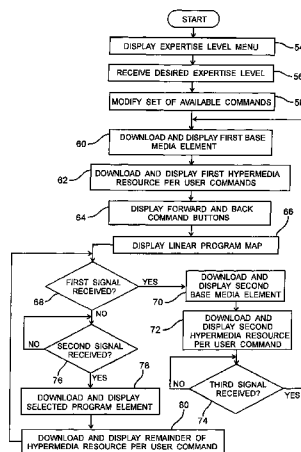 START
DISPLAY EXPERTISE LEVEL MENU
54
RECEIVE DESIRED EXPERTISE LEVEL
56
MODIFY SET OF AVAILABLE COMMANDS
58
60
DOWNLOAD AND DISPLAY FIRST BASE
MEDIA ELEMENT
62
DOWNLOAD AND DISPLAY FIRST HYPERMEDIA
RESOURCE PER USER COMMANDS
64
DISPLAY FORWARD AND BACK
COMMAND BUTTONS
66
DISPLAY LINEAR PROGRAM MAP
FIRST SIGNAL
RECEIVED?
68
YES
NO
DOWNLOAD AND DISPLAY
SECOND
BASE MEDIA ELEMENT
70
72
DOWNLOAD AND
DISPLAY SECOND
HYPERMEDIA RESOURCE
PER USER COMMAND
SECOND SIGNAL
RECEIVED?
NO
76
YES
THIRD SIGNAL
RECEIVED?
NO
YES
74
78
DOWNLOAD AND DISPLAY
SELECTED PROGRAM ELEMENT
80
DOWNLOAD AND DISPLAY REMAINDER OF
HYPERMEDIA RESOURCE PER USER COMMAND